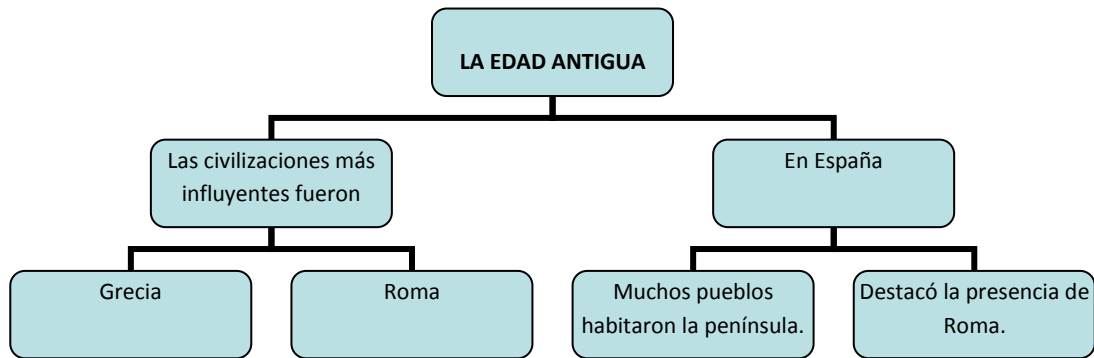 LA EDAD ANTIGUA
Las civilizaciones más
influyentes fueron
En España
Grecia
Roma
Muchos pueblos
habitaron la península.
Destacó la presencia de
Roma.